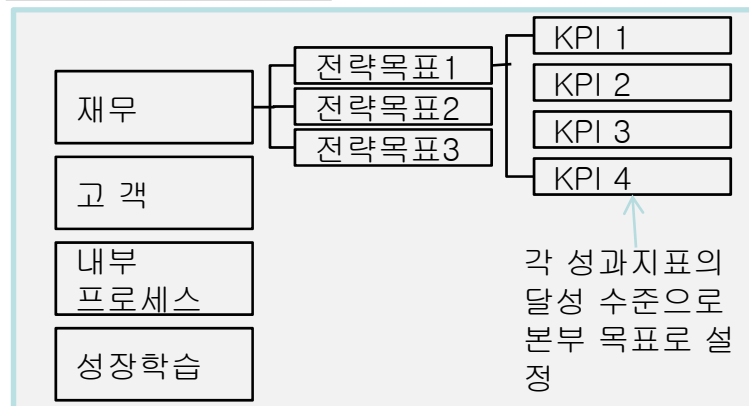 재무
고 객
내부
프로세스
성장학습
전략목표1
전략목표2
전략목표3
KPI 1
KPI 2
KPI 3
KPI 4
각 성과지표의
달성 수준으로
본부 목표로 설
정